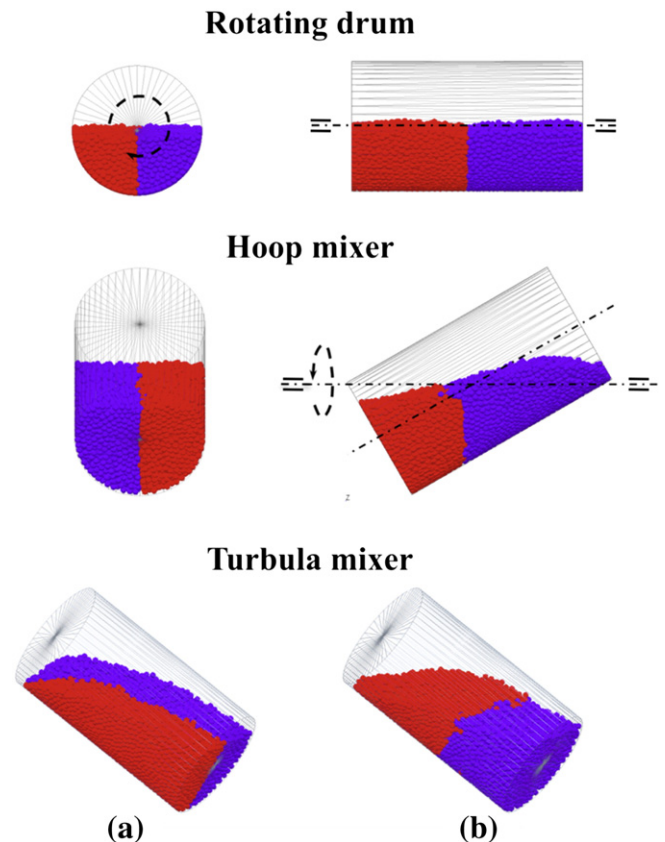 Rotating drum
Hoop mixer
z
Turbula mixer
(a)
(b)